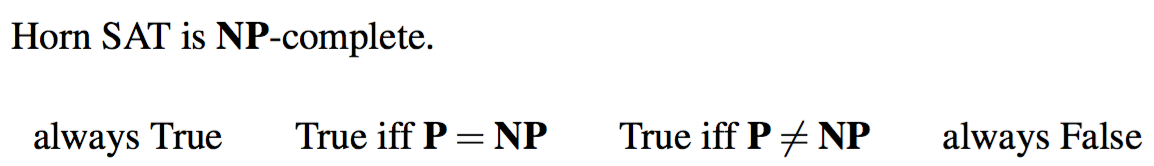 Horn SAT is NP-complete.
always True True iff P = NP True iff P ≠ NP always False